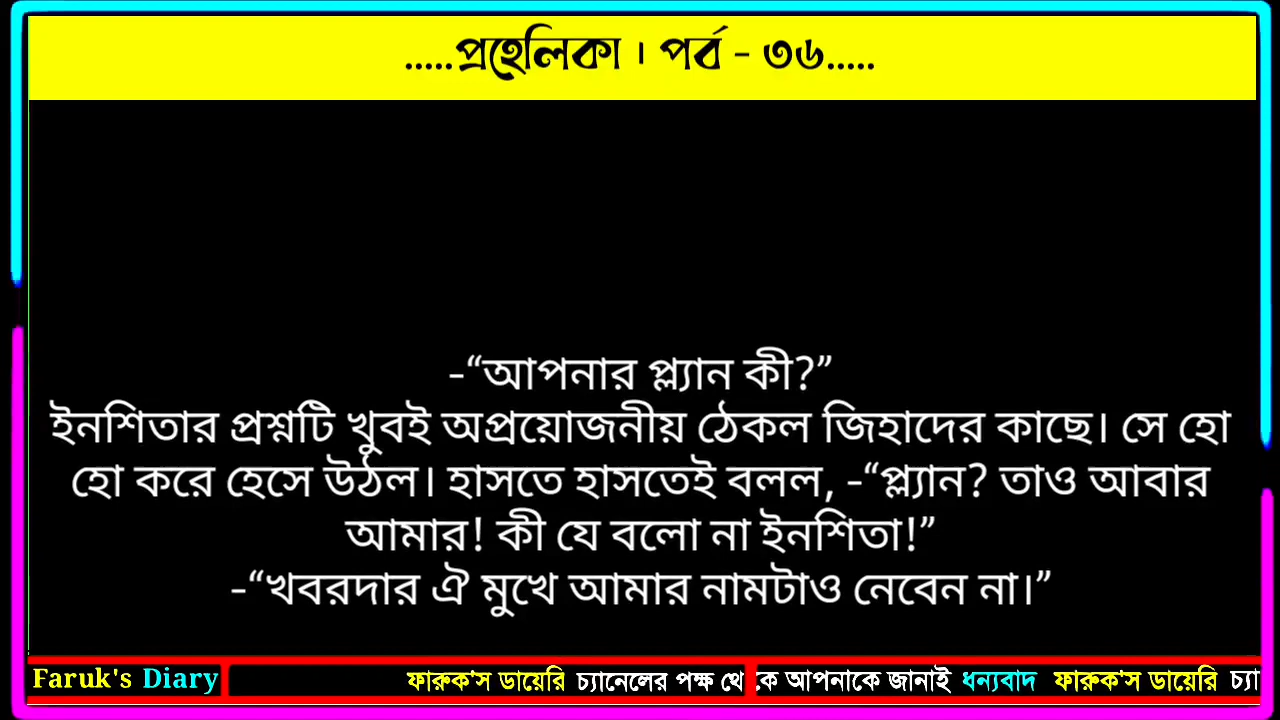 .....প্রহেলিকা । পর্ব - ৩৬.....
-“আপনার প্ল্যান কী?”
ইনশিতার প্রশ্নটি খুবই অপ্রয়োজনীয় ঠেকল জিহাদের কাছে। সে হো
হো করে হেসে উঠল। হাসতে হাসতেই বলল, -“প্ল্যান? তাও আবার
আমার! কী যে বলো না ইনশিতা!”
-“খবরদার ঐ মুখে আমার নামটাও নেবেন না।”
Faruk's Diary ফারুক'স ডায়েরি চ্যানেলের পক্ষ থেকে আপনাকে জানাই ধন্যবাদ ফারুক'স ডায়েরি চ্যা